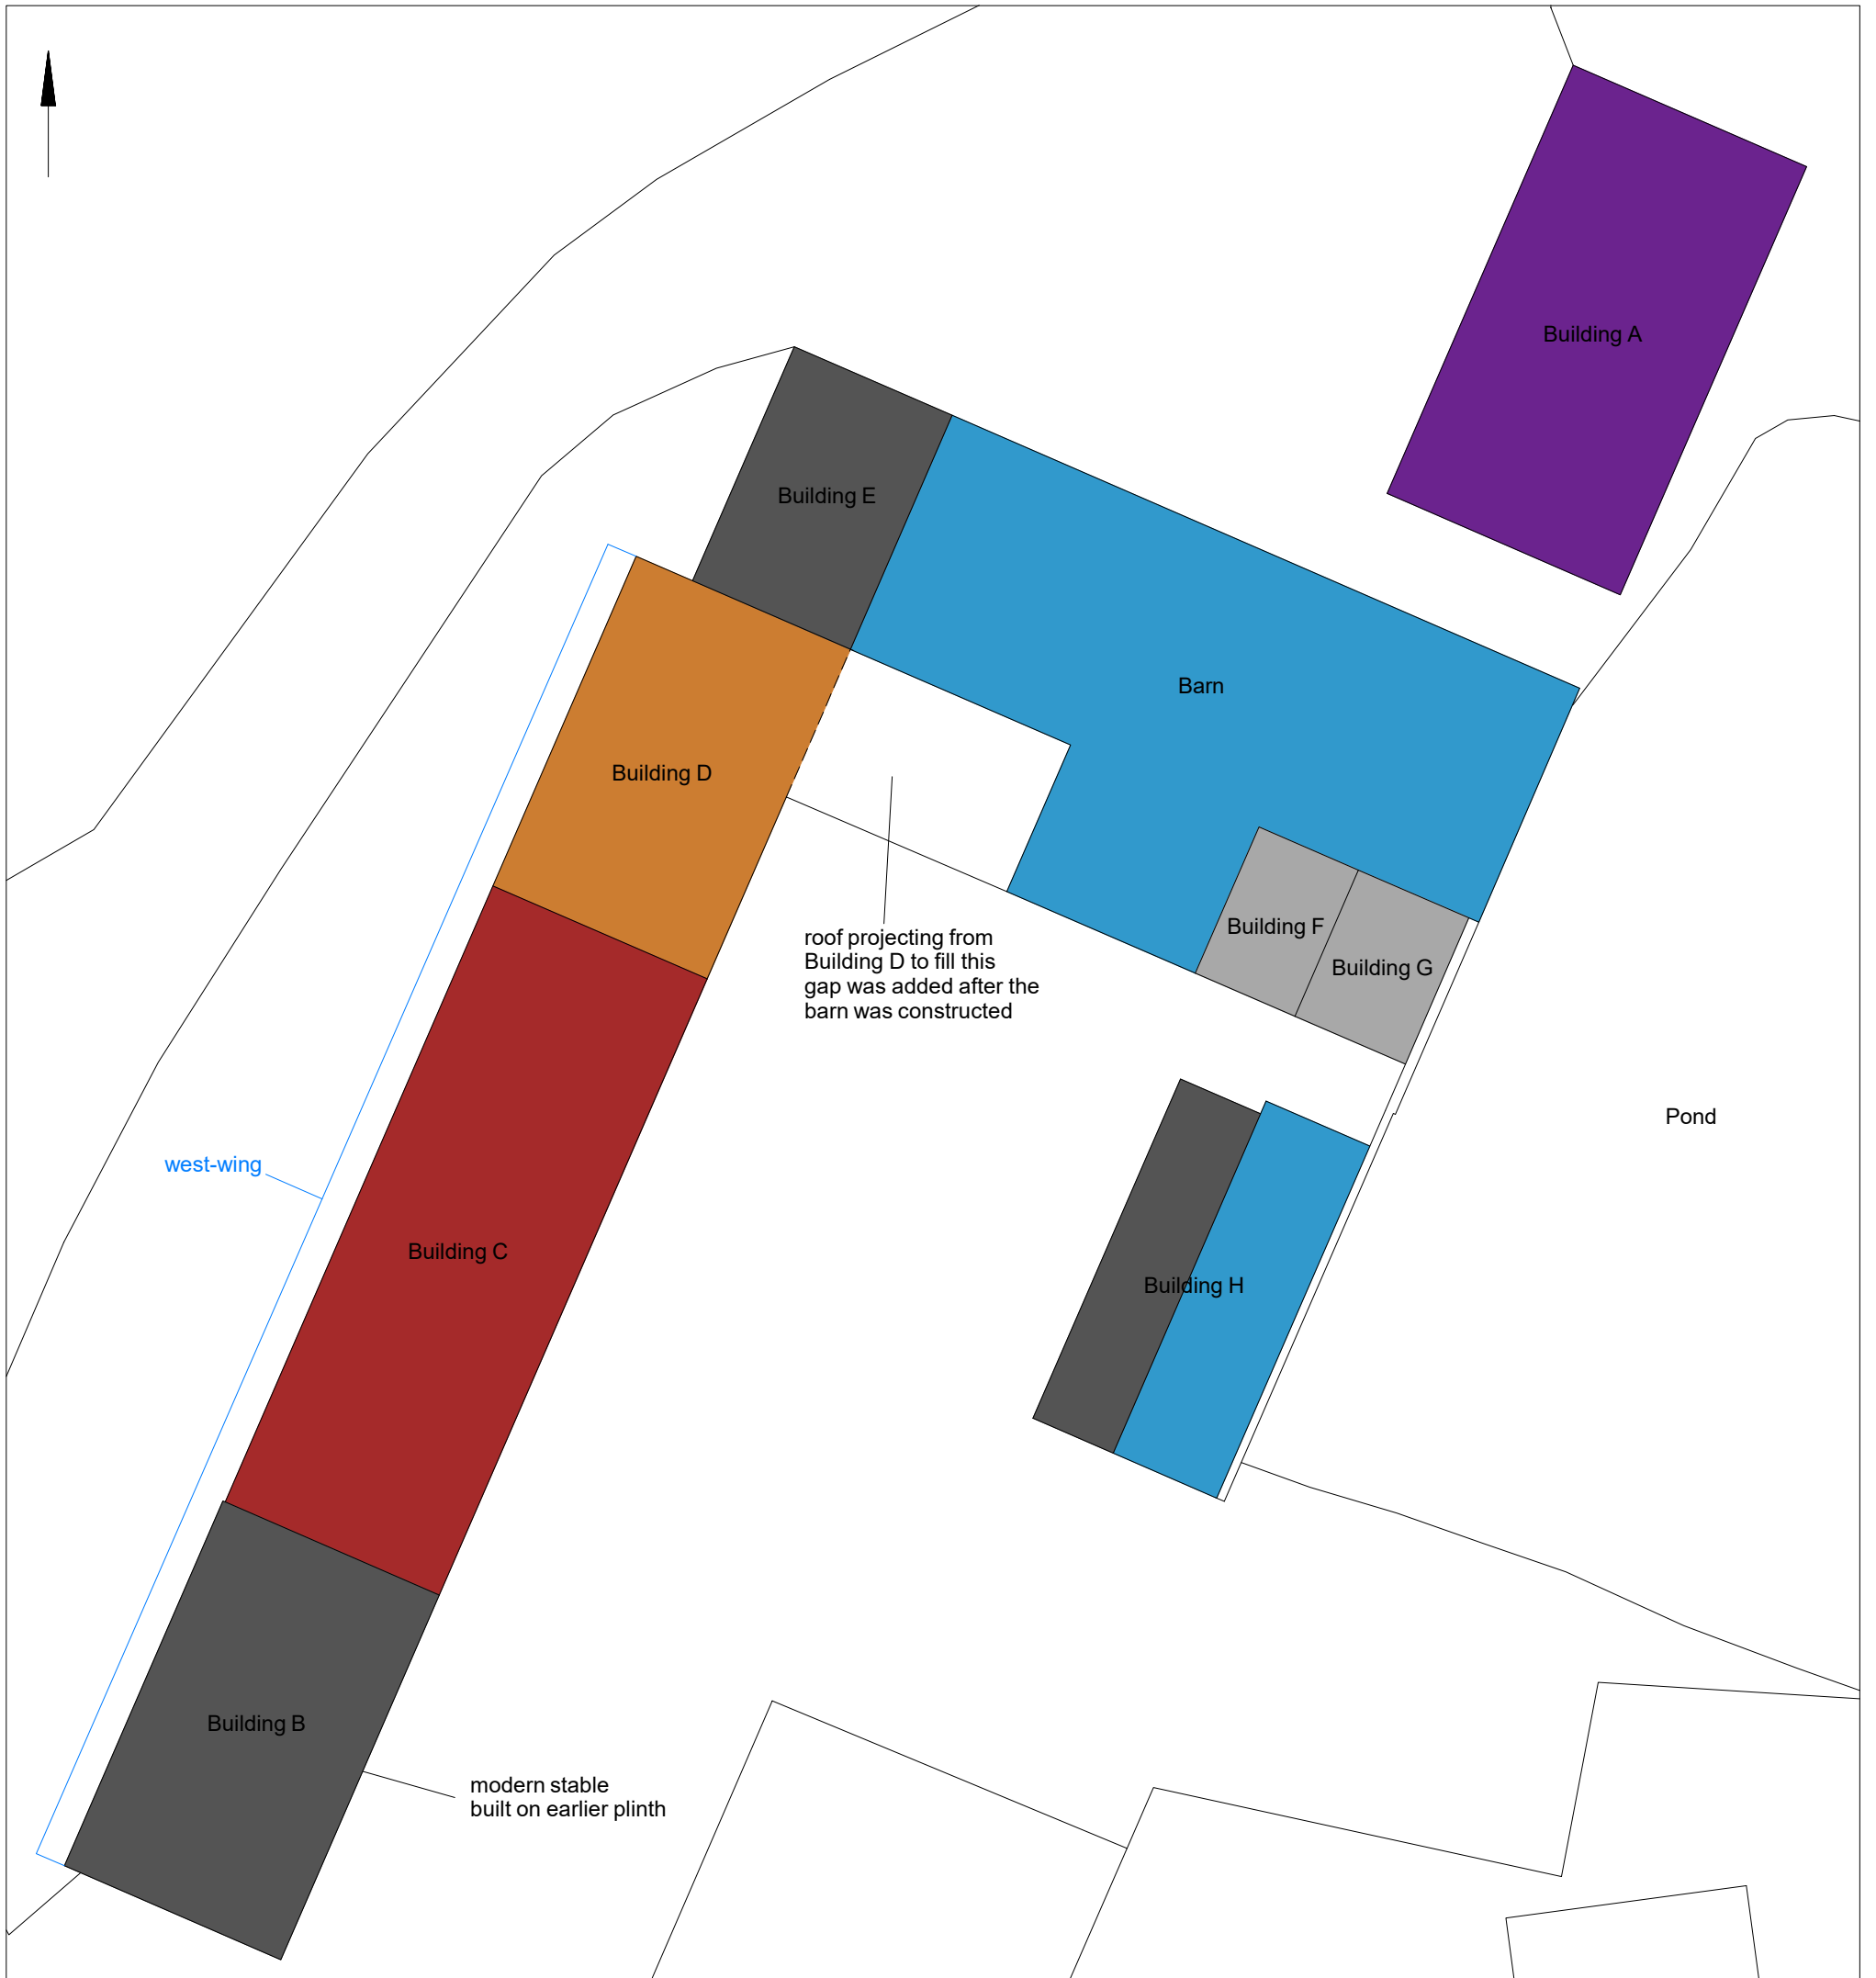 Building A
Building E
Barn
Building D
Building F
roof projecting from
Building D to fill this
gap was added after the
barn was constructed
Building G
Pond
west-wing
Building C
Building H
Building B
modern stable
built on earlier plinth